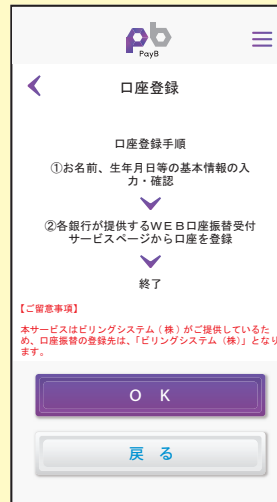 pb
PayB
口座登録
口座登録手順
①お名前、生年月日等の基本情報の入
力・確認
②各銀行が提供するＷＥＢ口座振替受付
サービスページから口座を登録
終了
【ご留意事項】
本サービスはビリングシステム（株）がご提供しているた
め、口座振替の登録先は、「ビリングシステム（株）」となり
ます。
ＯＫ
戻る